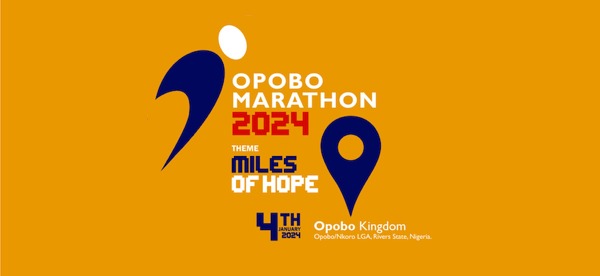 OPOBO
MARATHON
2024
THEME
MILES
OF HOPE
4TH
JANUARY
2024
Opobo Kingdom
Opobo/Nkoro LGA, Rivers State, Nigeria.